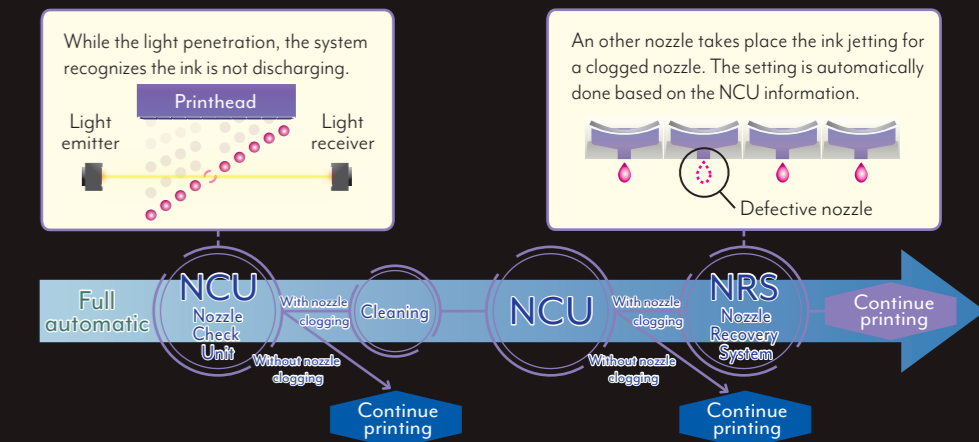 While the light penetration, the system
recognizes the ink is not discharging.
Printhead
Light
emitter
Light
receiver
An other nozzle takes place the ink jetting for
a clogged nozzle. The setting is automatically
done based on the NCU information.
Defective nozzle
Full
automatic
NCU
Nozzle
Check
Unit
With nozzle
clogging
Without nozzle
clogging
Cleaning
Continue
printing
NCU
With nozzle
clogging
Without nozzle
clogging
NRS
Nozzle
Recovery
System
Continue
printing
Continue
printing